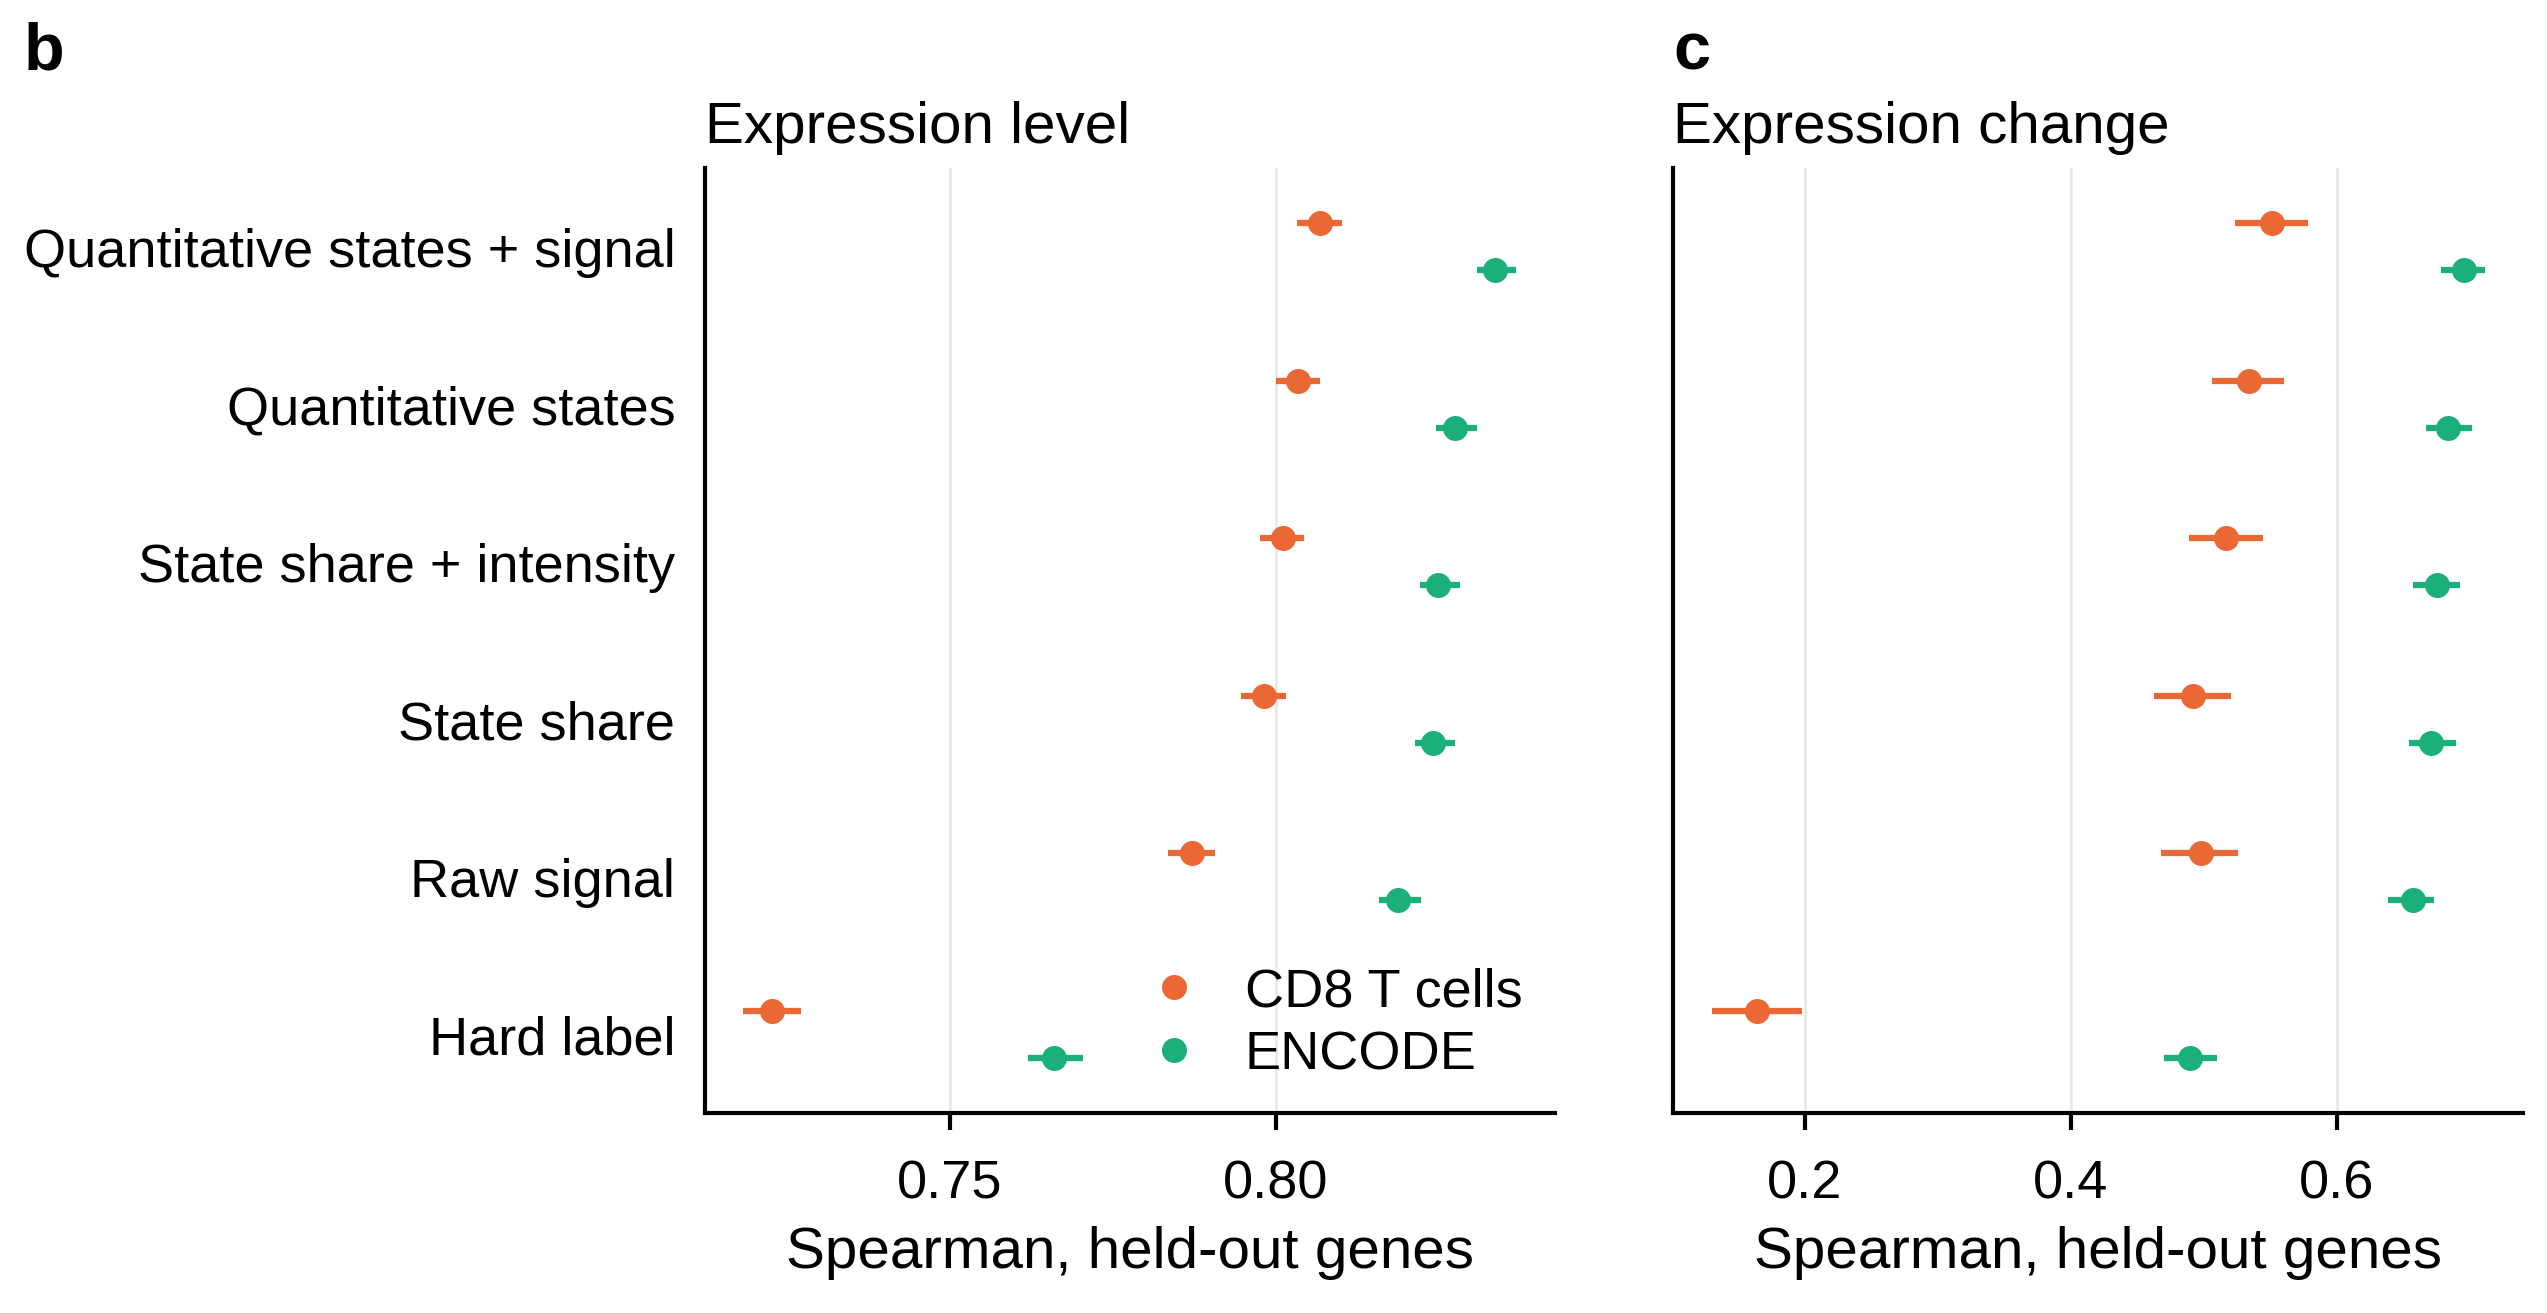 b
Expression level
Quantitative states + signal
Quantitative states
State share + intensity
State share
Raw signal
Hard label
CD8 T cells
ENCODE
0.75 0.80
Spearman, held-out genes
c
Expression change
0.2 0.4 0.6
Spearman, held-out genes